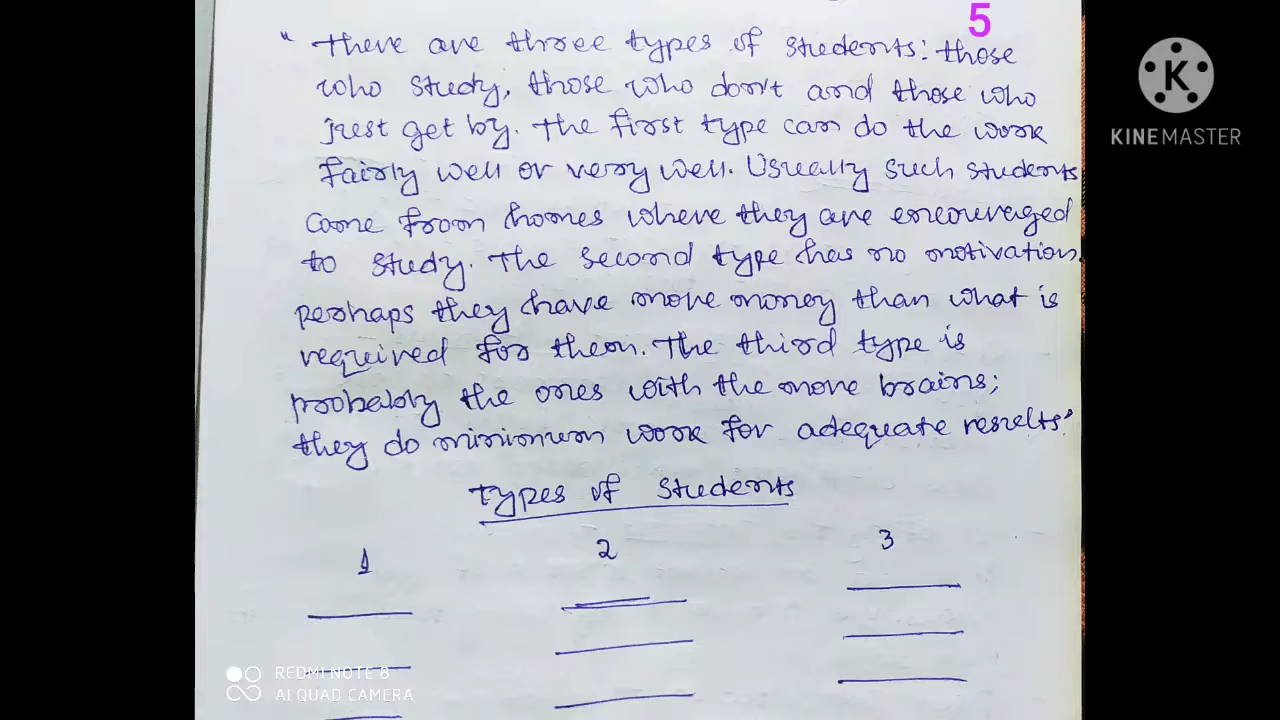 5
" There are three types of students: those
who study, those who don't and those who
just get by. The first type can do the work
fairly well or very well. Usually such students
come from homes where they are encouraged
to study. The second type has no motivation.
perhaps they have more money than what is
required for them. The third type is
probably the ones with the more brains;
they do minimum work for adequate results"
Types of students
1 2 3
K
KINEMASTER
REDMI NOTE 8
AI QUAD CAMERA